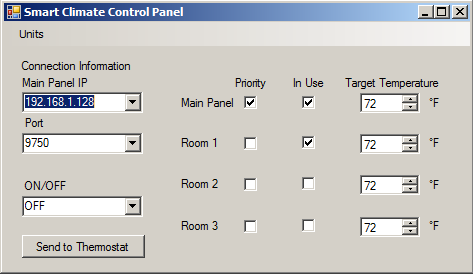 Smart Climate Control Panel
Units
Connection Information
Main Panel IP
Priority In Use Target Temperature
192.168.1.128
Main Panel 72 °F
Port
9750
Room 1 72 °F
ON/OFF
Room 2 72 °F
OFF
Room 3 72 °F
Send to Thermostat